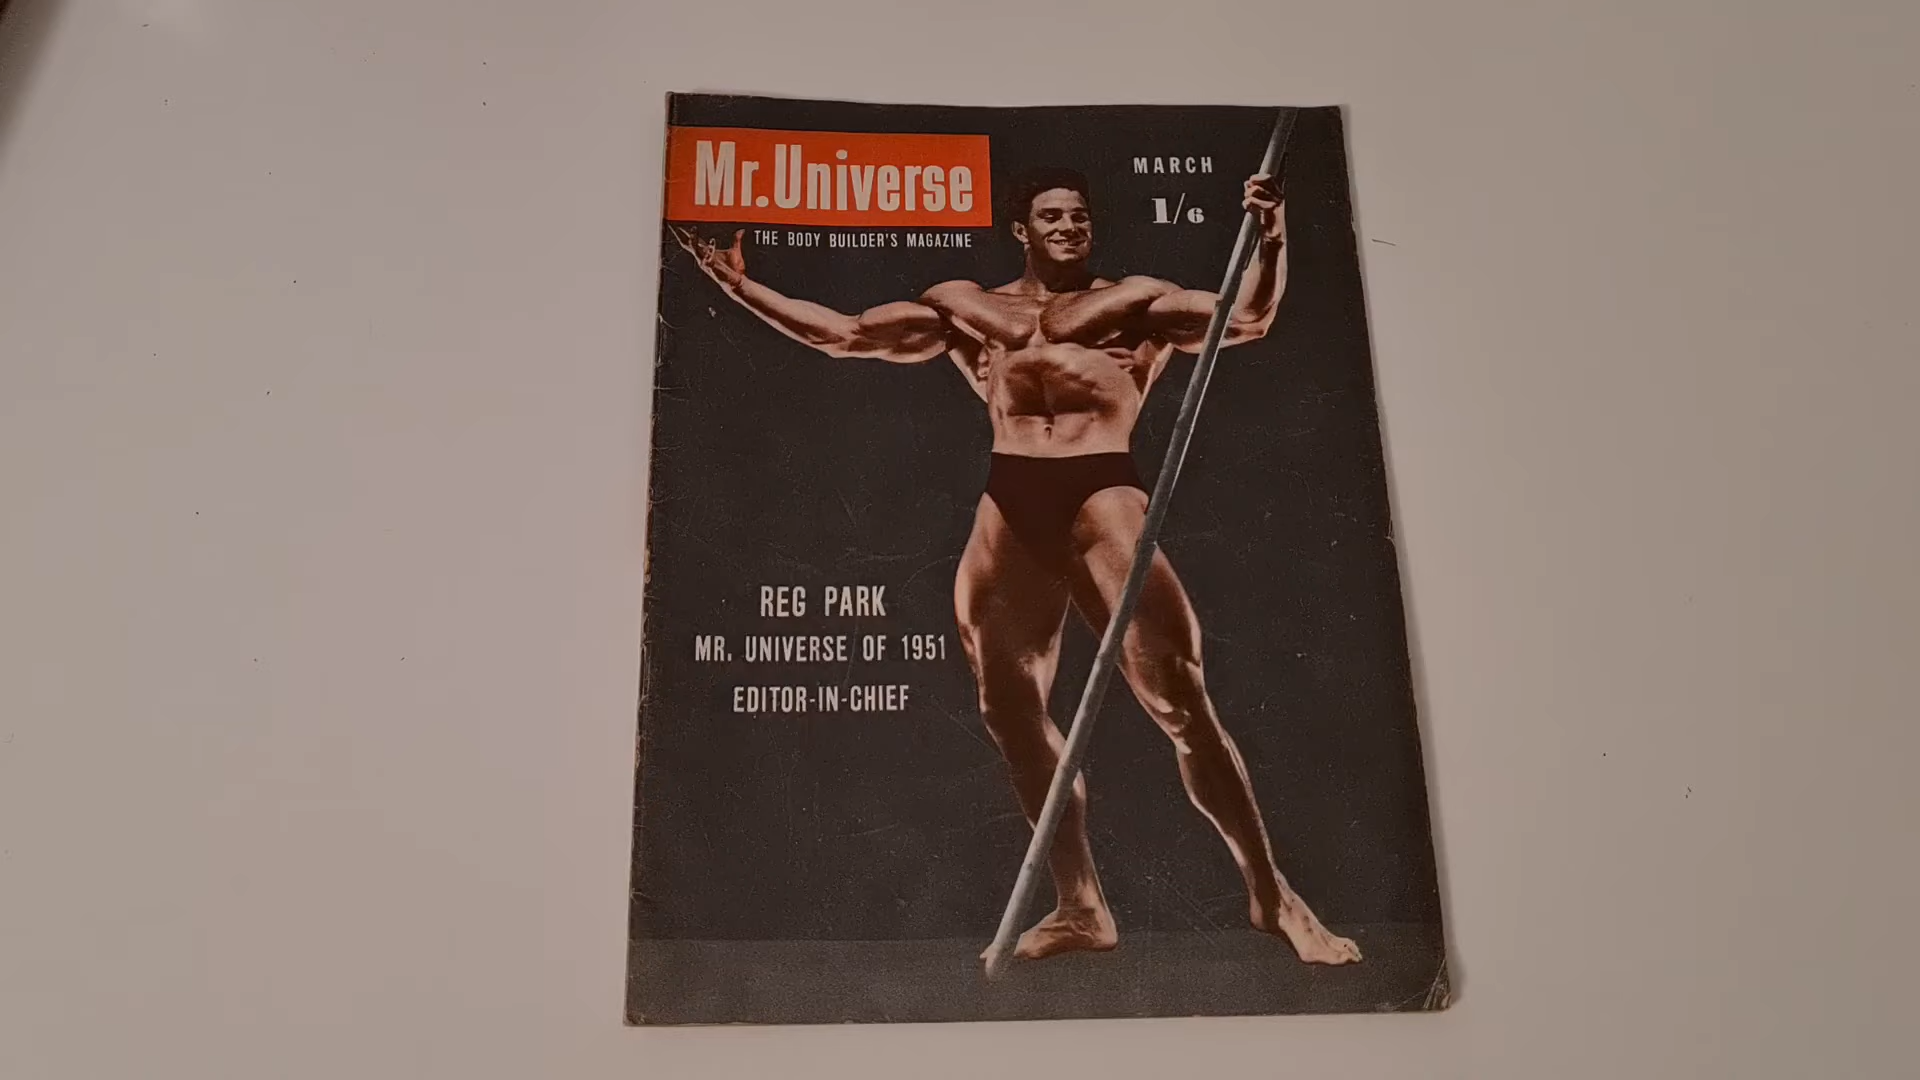 Mr. Universe
THE BODY BUILDER'S MAGAZINE
MARCH
1/6
REG PARK
MR. UNIVERSE OF 1951
EDITOR-IN-CHIEF